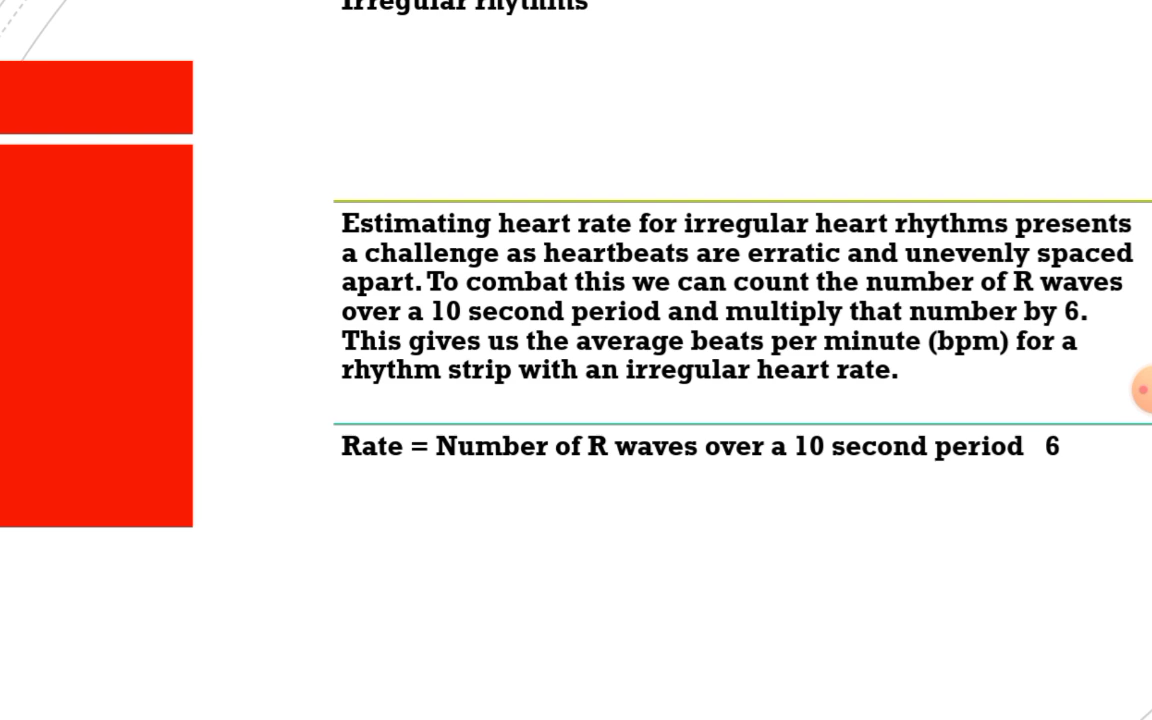 Irregular rhythms
Estimating heart rate for irregular heart rhythms presents
a challenge as heartbeats are erratic and unevenly spaced
apart. To combat this we can count the number of R waves
over a 10 second period and multiply that number by 6.
This gives us the average beats per minute (bpm) for a
rhythm strip with an irregular heart rate.
Rate = Number of R waves over a 10 second period 6